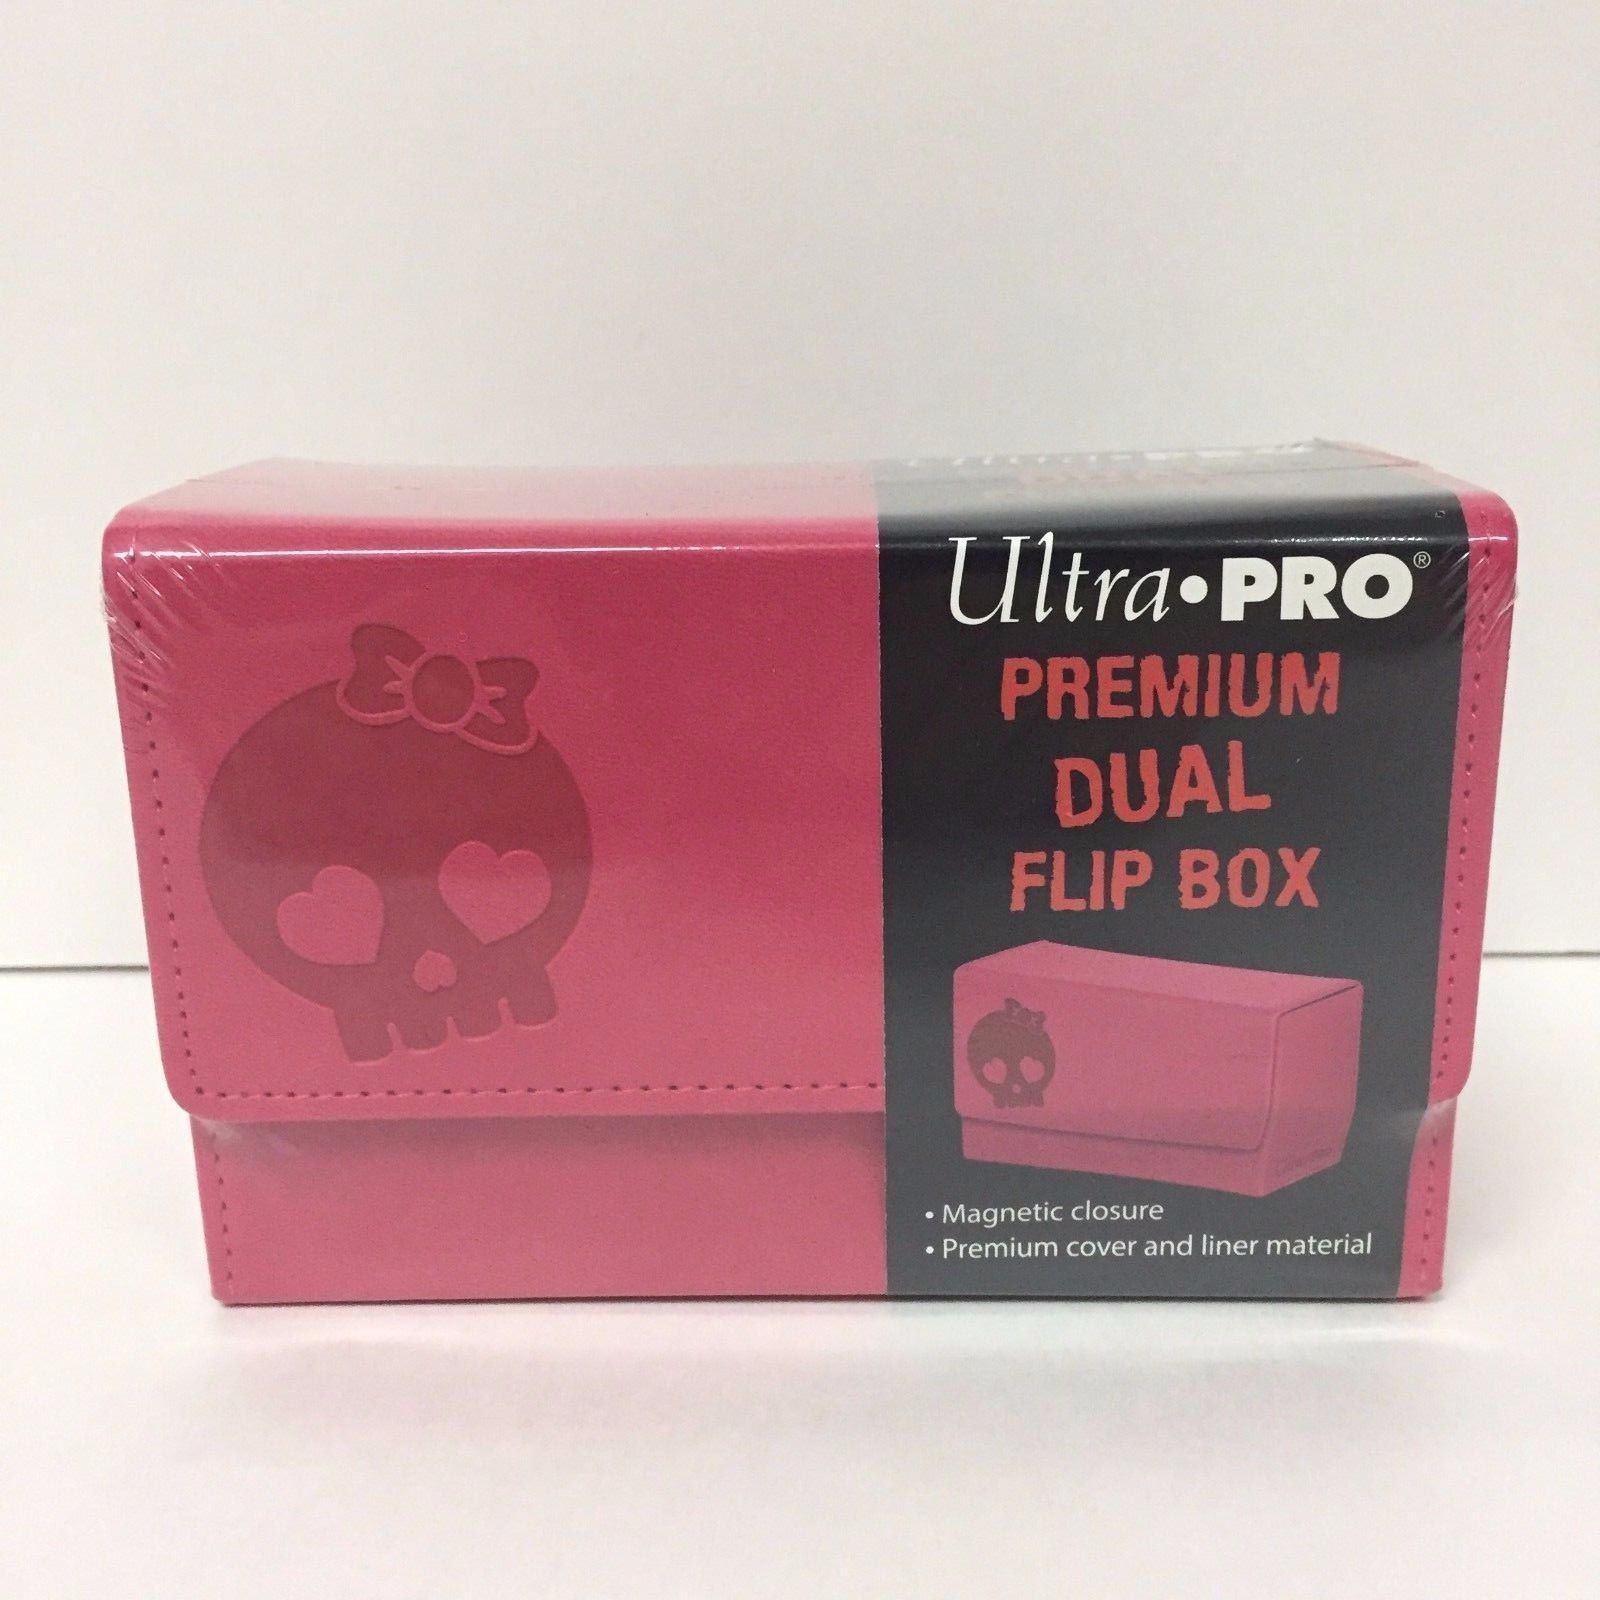 Ultra•PRO®
PREMIUM
DUAL
FLIP BOX
• Magnetic closure
• Premium cover and liner material